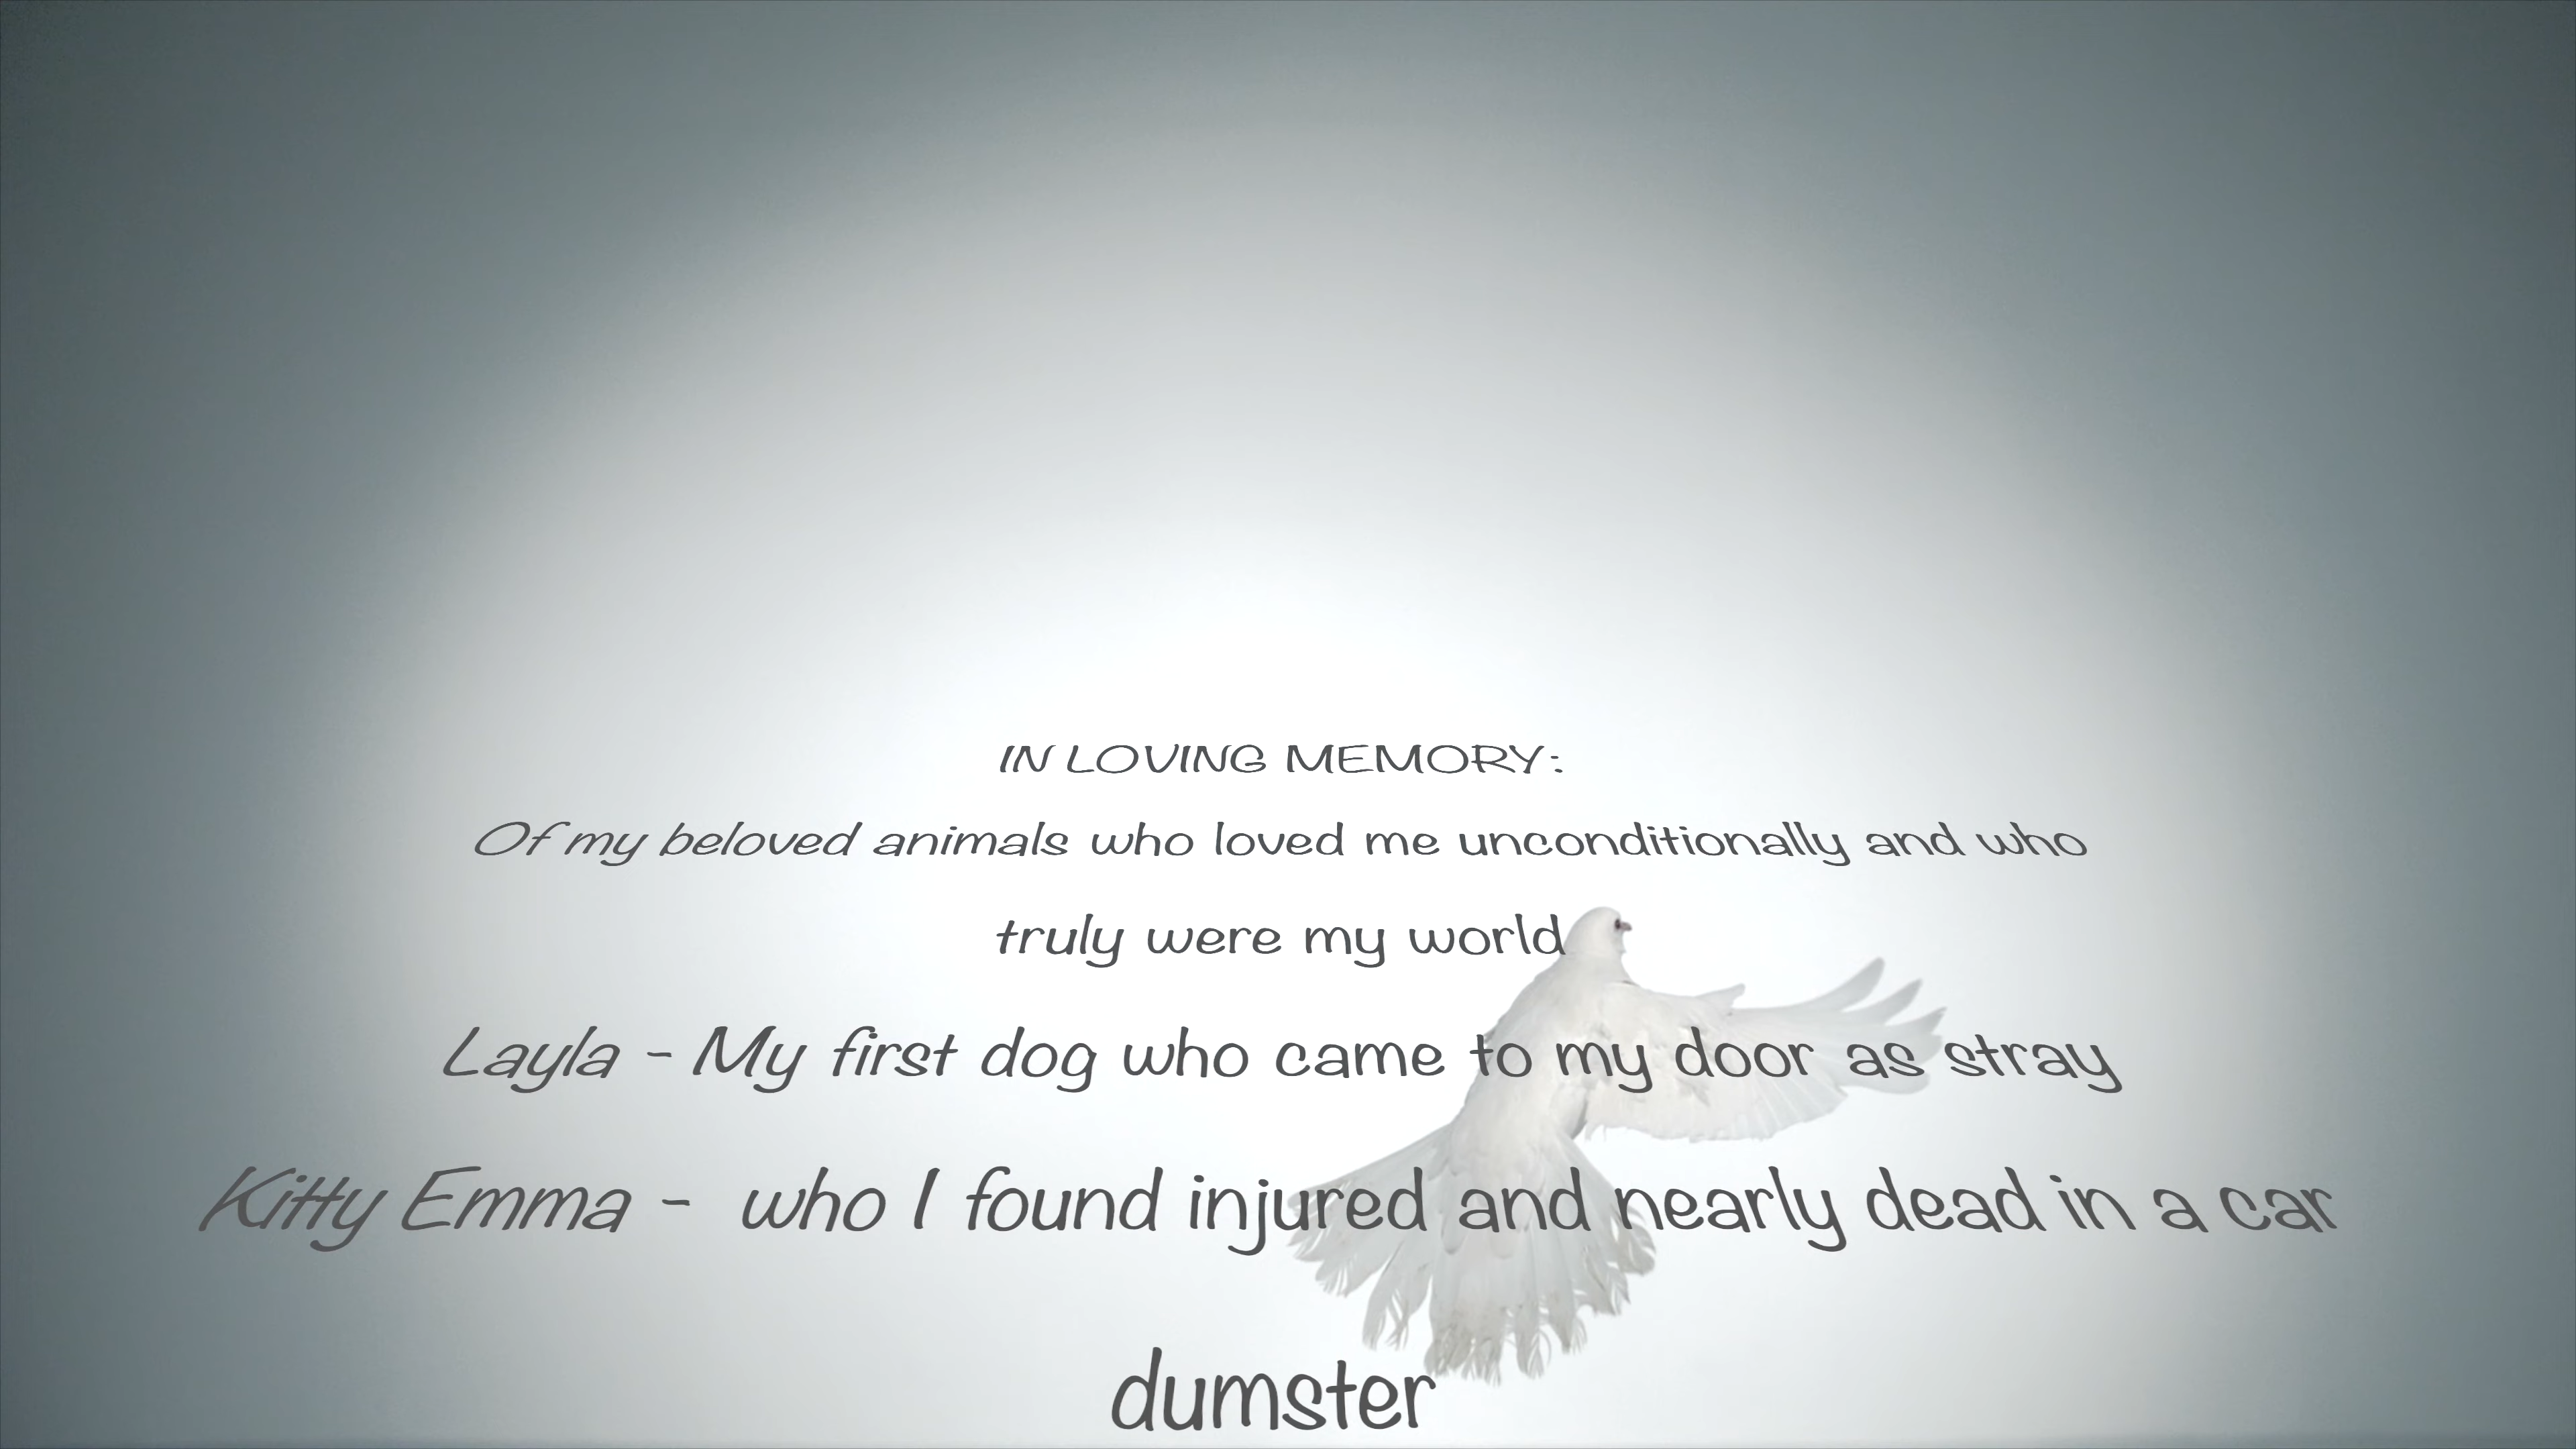 IN LOVING MEMORY:
Of my beloved animals who loved me unconditionally and who
truly were my world
Layla - My first dog who came to my door as stray
Kitty Emma -  who I found injured and nearly dead in a car
dumster